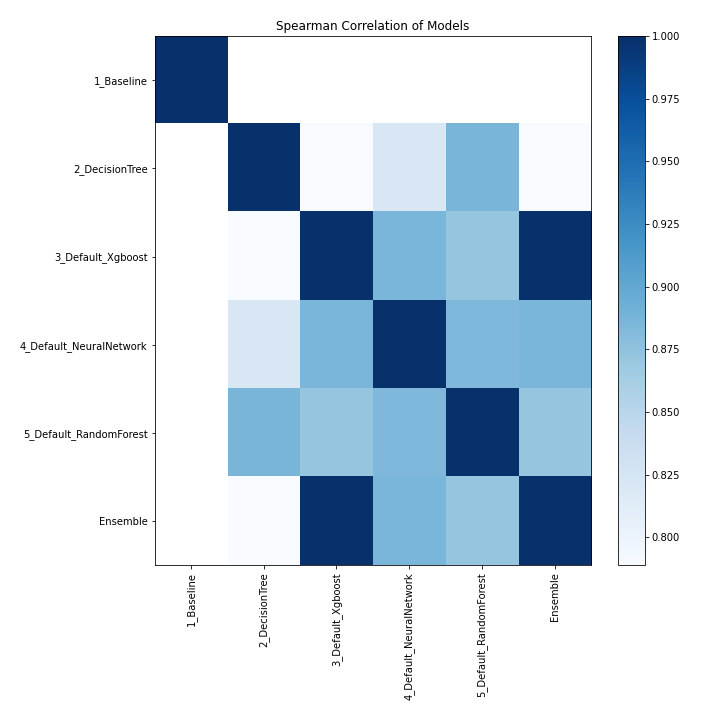 Spearman Correlation of Models
1_Baseline
2_DecisionTree
3_Default_Xgboost
4_Default_NeuralNetwork
5_Default_RandomForest
Ensemble
1_Baseline
2_DecisionTree
3_Default_Xgboost
4_Default_NeuralNetwork
5_Default_RandomForest
Ensemble
1.000
0.975
0.950
0.925
0.900
0.875
0.850
0.825
0.800